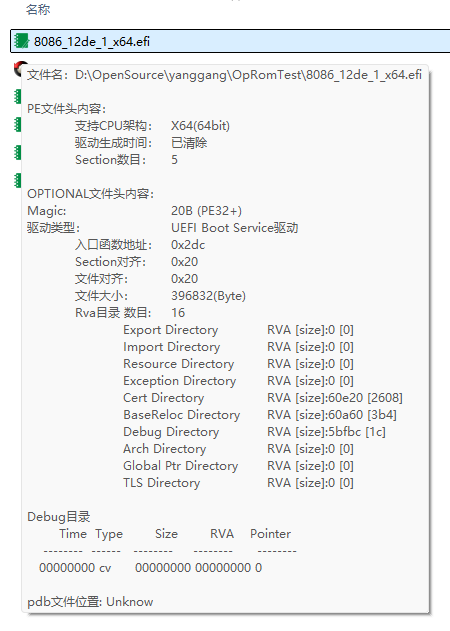 名称
8086_12de_1_x64.efi
文件名: D:\OpenSource\yanggang\OpRomTest\8086_12de_1_x64.efi
PE文件头内容:
支持CPU架构: X64(64bit)
驱动生成时间: 已清除
Section数目: 5
OPTIONAL文件头内容:
Magic: 20B (PE32+)
驱动类型: UEFI Boot Service驱动
入口函数地址: 0x2dc
Section对齐: 0x20
文件对齐: 0x20
文件大小: 396832(Byte)
Rva目录 数目: 16
Export Directory RVA [size]:0 [0]
Import Directory RVA [size]:0 [0]
Resource Directory RVA [size]:0 [0]
Exception Directory RVA [size]:0 [0]
Cert Directory RVA [size]:60e20 [2608]
BaseReloc Directory RVA [size]:60a60 [3b4]
Debug Directory RVA [size]:5bfbc [1c]
Arch Directory RVA [size]:0 [0]
Global Ptr Directory RVA [size]:0 [0]
TLS Directory RVA [size]:0 [0]
Debug目录
Time Type Size RVA Pointer
-------- ------ -------- -------- --------
00000000 cv 00000000 00000000 0
pdb文件位置: Unknow